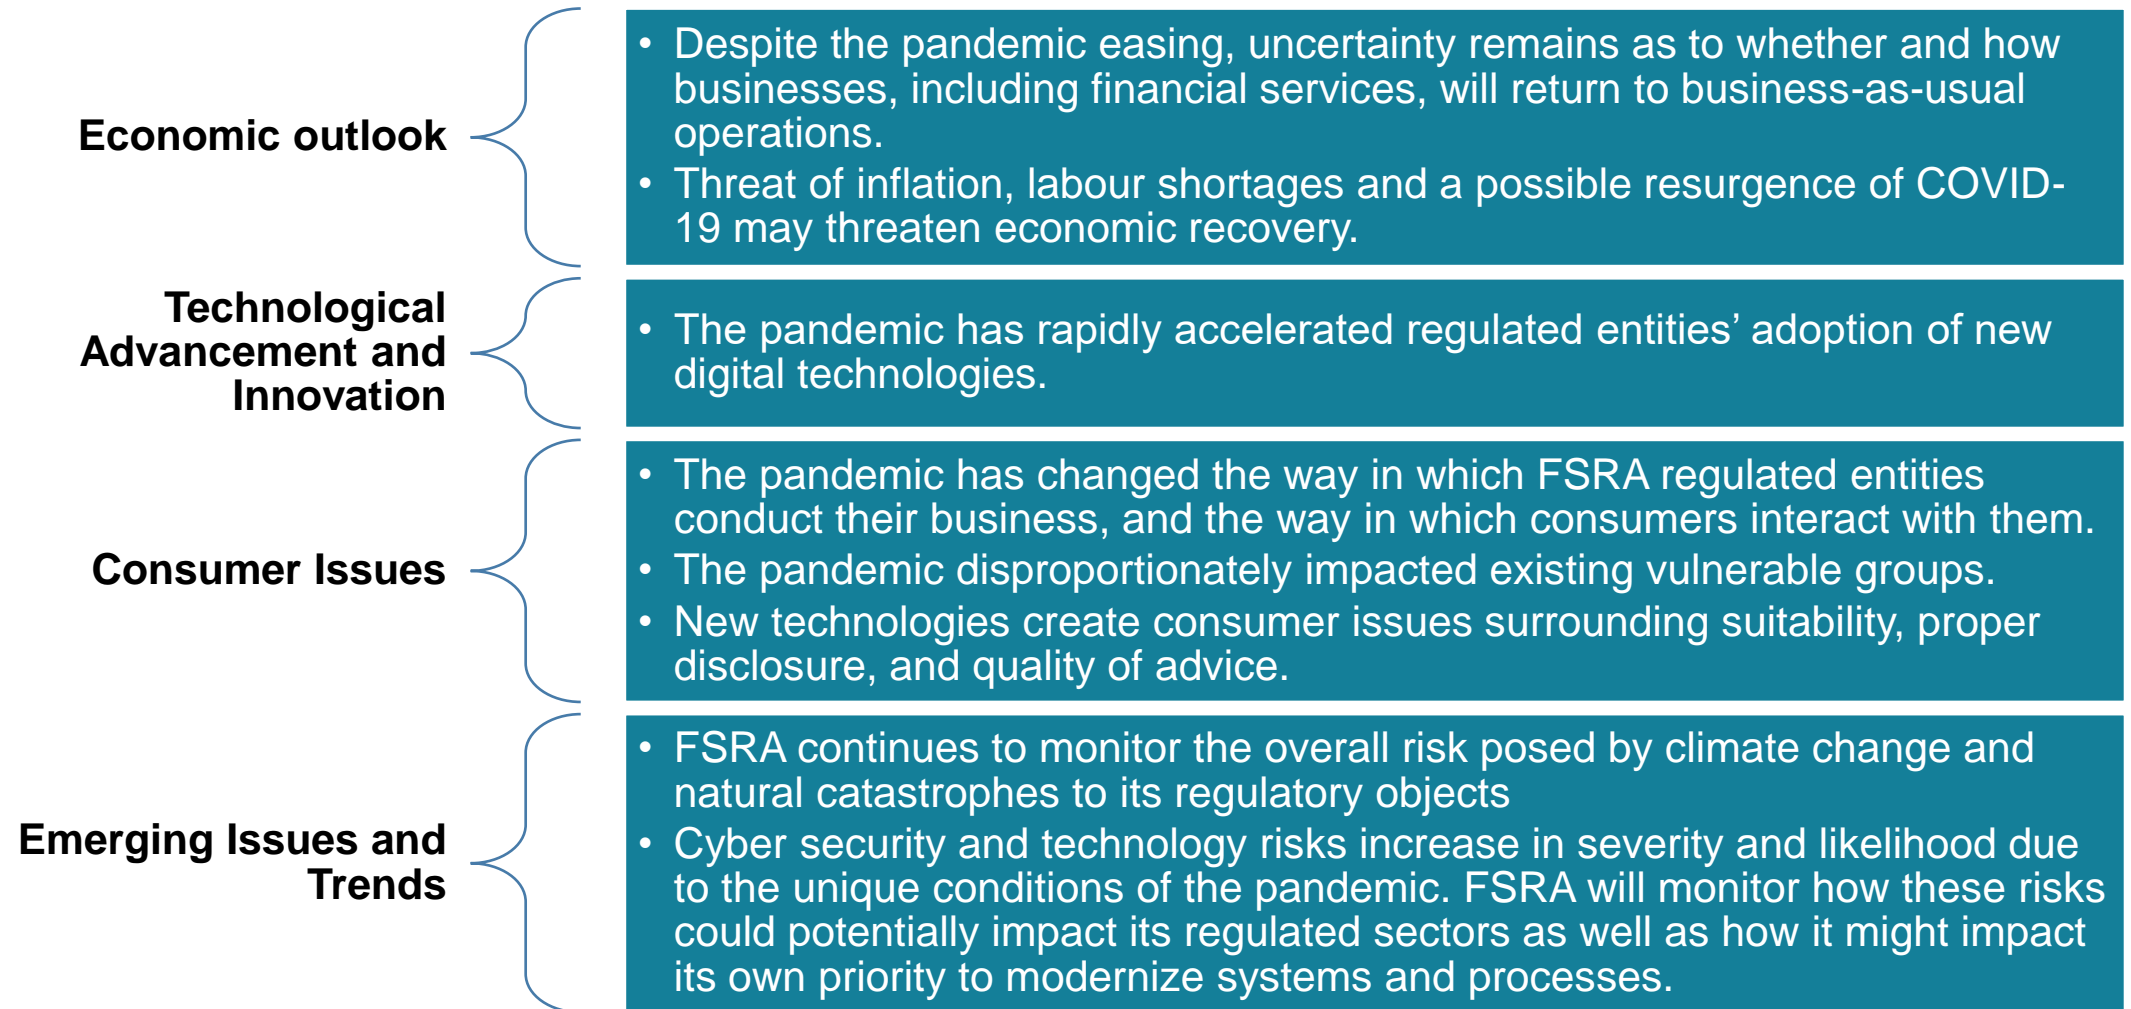 Economic outlook
• Despite the pandemic easing, uncertainty remains as to whether and how
businesses, including financial services, will return to business-as-usual
operations.
• Threat of inflation, labour shortages and a possible resurgence of COVID-
19 may threaten economic recovery.
Technological
Advancement and
Innovation
• The pandemic has rapidly accelerated regulated entities’ adoption of new
digital technologies.
Consumer Issues
• The pandemic has changed the way in which FSRA regulated entities
conduct their business, and the way in which consumers interact with them.
• The pandemic disproportionately impacted existing vulnerable groups.
• New technologies create consumer issues surrounding suitability, proper
disclosure, and quality of advice.
Emerging Issues and
Trends
• FSRA continues to monitor the overall risk posed by climate change and
natural catastrophes to its regulatory objects
• Cyber security and technology risks increase in severity and likelihood due
to the unique conditions of the pandemic. FSRA will monitor how these risks
could potentially impact its regulated sectors as well as how it might impact
its own priority to modernize systems and processes.